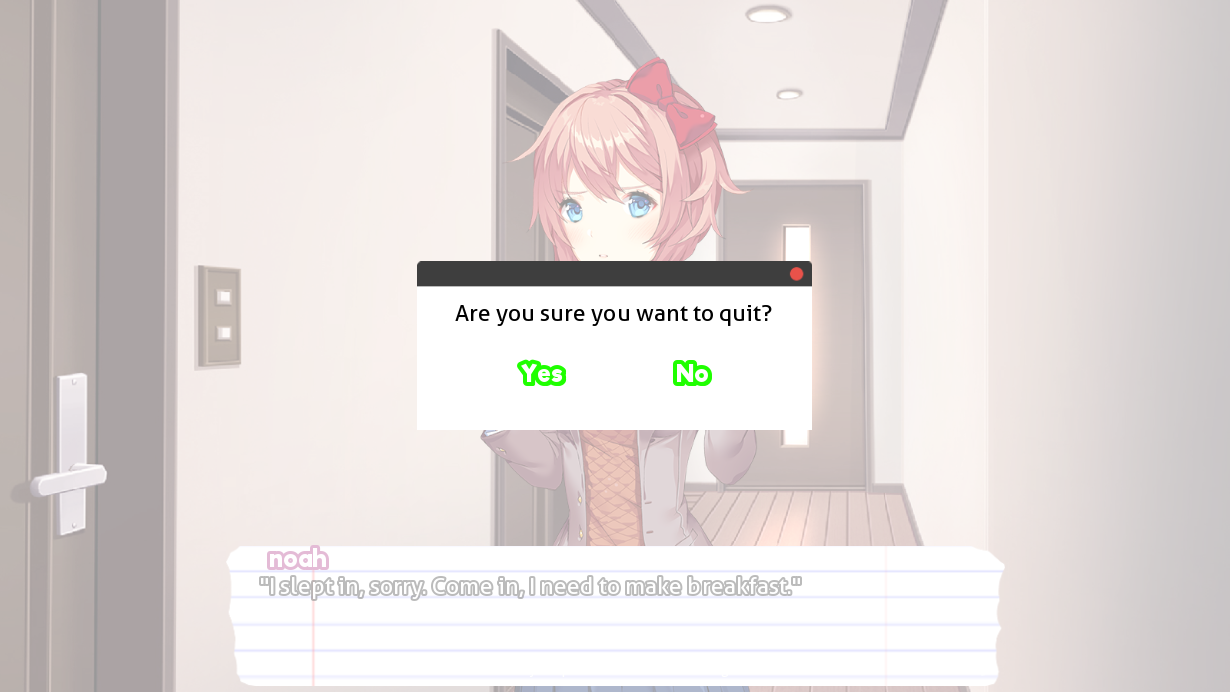 Are you sure you want to quit?
Yes No
noah
"I slept in, sorry. Come in, I need to make breakfast."